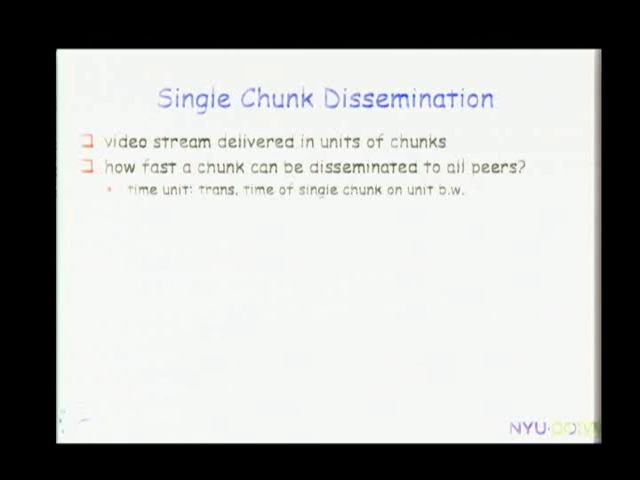 Single Chunk Dissemination
video stream delivered in units of chunks
how fast a chunk can be disseminated to all peers?
time unit: trans. time of single chunk on unit b.w.
NYU·